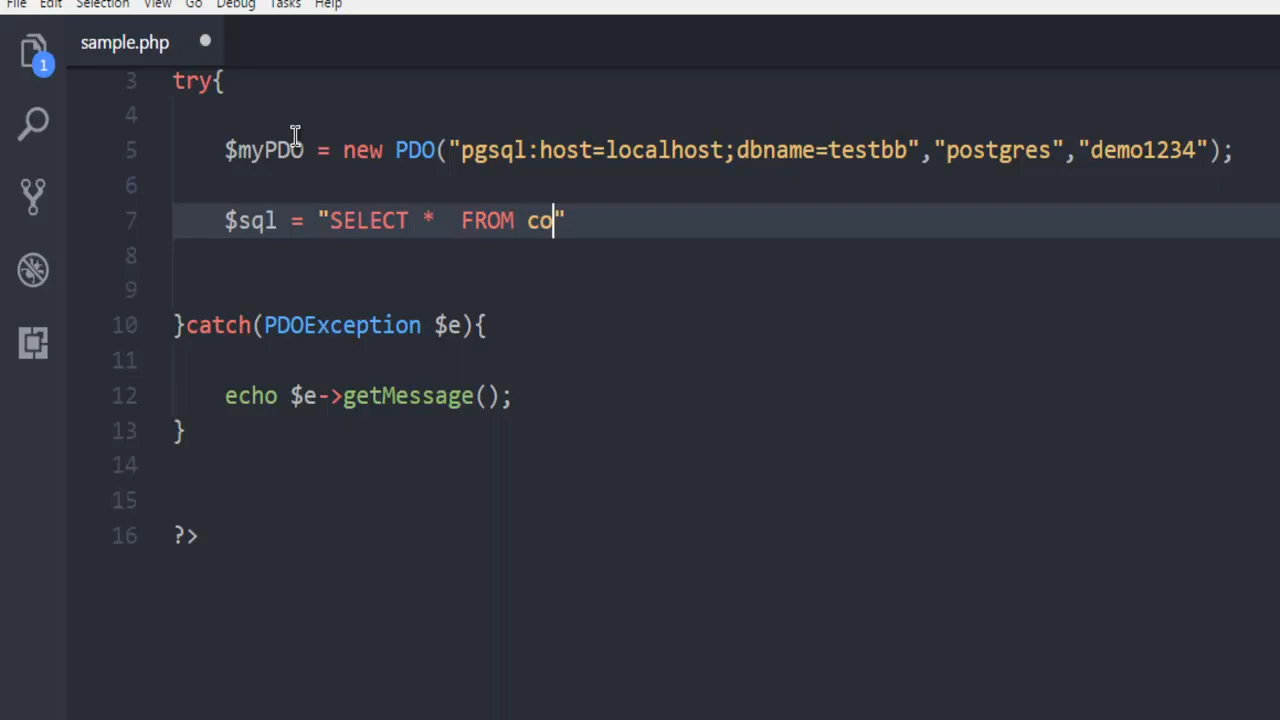 File Edit Selection View Go Debug Tasks Help
sample.php
1
3 try{
4
5 $myPDO = new PDO("pgsql:host=localhost;dbname=testbb","postgres","demo1234");
6
7 $sql = "SELECT *  FROM co"
8
9
10 }catch(PDOException $e){
11
12 echo $e->getMessage();
13 }
14
15
16 ?>